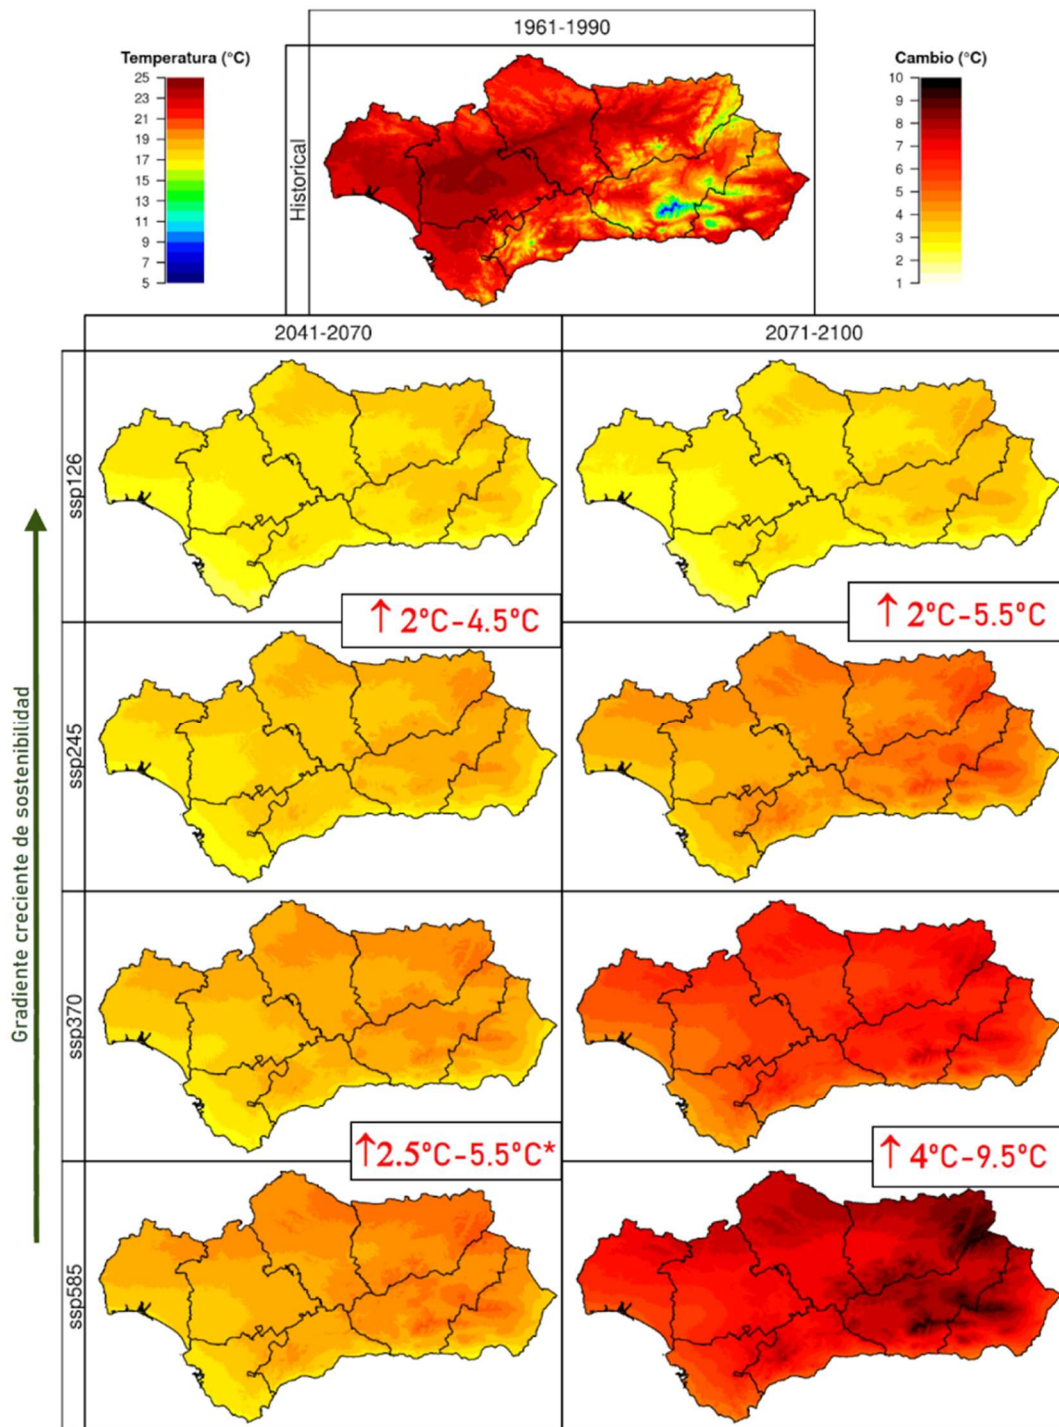 1961-1990
Temperatura (°C)
25
23
21
19
17
15
13
11
9
7
5
Historical
Cambio (°C)
10
9
8
7
6
5
4
3
2
1
2041-2070
2071-2100
ssp126
↑ 2°C-4.5°C
↑ 2°C-5.5°C
Gradiente creciente de sostenibilidad
ssp245
ssp370
↑2.5°C-5.5°C*
↑ 4°C-9.5°C
ssp585